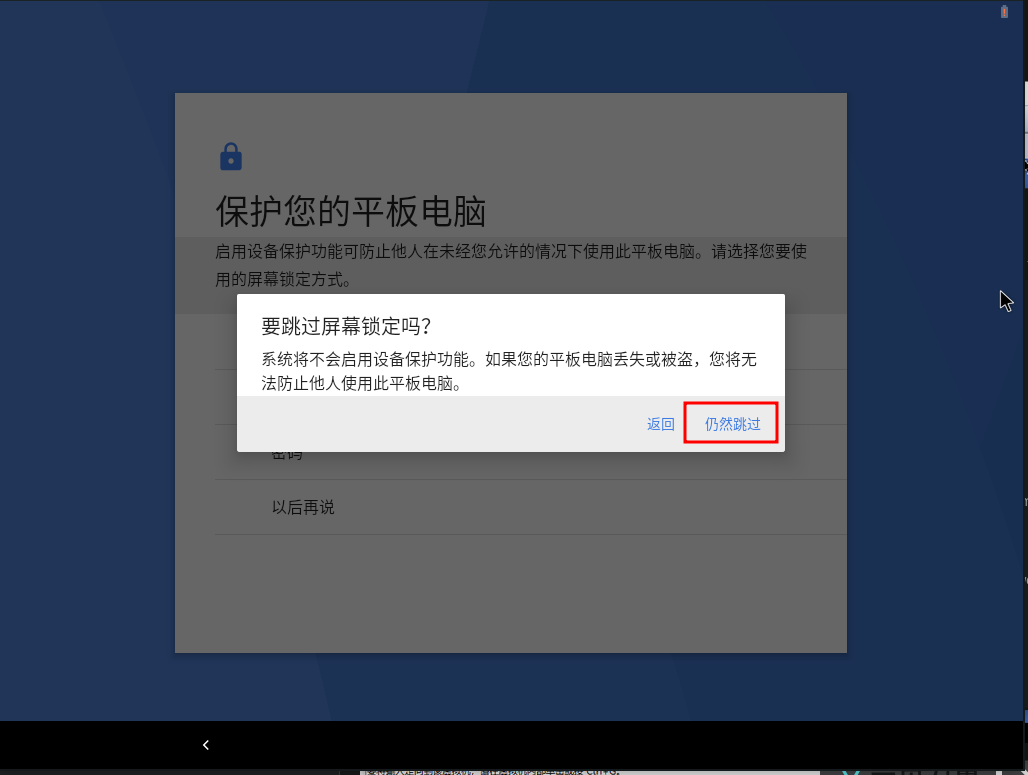 保护您的平板电脑
启用设备保护功能可防止他人在未经您允许的情况下使用此平板电脑。请选择您要使
用的屏幕锁定方式。
要跳过屏幕锁定吗？
系统将不会启用设备保护功能。如果您的平板电脑丢失或被盗，您将无
法防止他人使用此平板电脑。
返回
仍然跳过
密码
以后再说